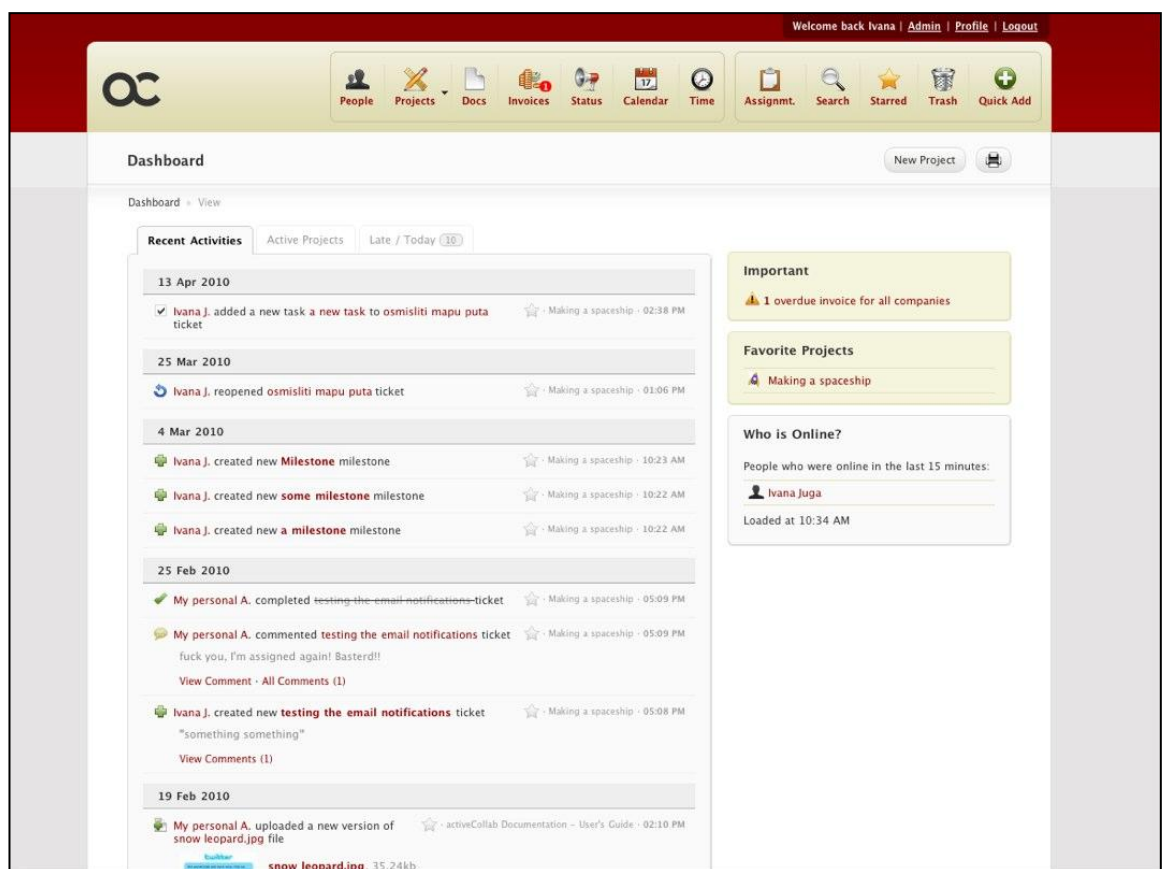 Welcome back Ivana | Admin | Profile | Logout
ac
People Projects Docs Invoices 1 Status 17 Calendar Time Assignmt. Search Starred Trash Quick Add
Dashboard
New Project
Dashboard » View
Recent Activities Active Projects Late / Today 10
13 Apr 2010
Ivana J. added a new task a new task to osmisliti mapu puta · Making a spaceship · 02:38 PM
ticket
25 Mar 2010
Ivana J. reopened osmisliti mapu puta ticket · Making a spaceship · 01:06 PM
4 Mar 2010
Ivana J. created new Milestone milestone · Making a spaceship · 10:23 AM
Ivana J. created new some milestone milestone · Making a spaceship · 10:22 AM
Ivana J. created new a milestone milestone · Making a spaceship · 10:22 AM
25 Feb 2010
My personal A. completed testing the email notifications ticket · Making a spaceship · 05:09 PM
My personal A. commented testing the email notifications ticket · Making a spaceship · 05:09 PM
fuck you, I'm assigned again! Basterd!!
View Comment · All Comments (1)
Ivana J. created new testing the email notifications ticket · Making a spaceship · 05:08 PM
"something something"
View Comments (1)
19 Feb 2010
My personal A. uploaded a new version of · activeCollab Documentation – User's Guide · 02:10 PM
snow leopard.jpg file
twitter
snow leopard.jpg, 35.24kb
Important
1 overdue invoice for all companies
Favorite Projects
Making a spaceship
Who is Online?
People who were online in the last 15 minutes:
Ivana Juga
Loaded at 10:34 AM